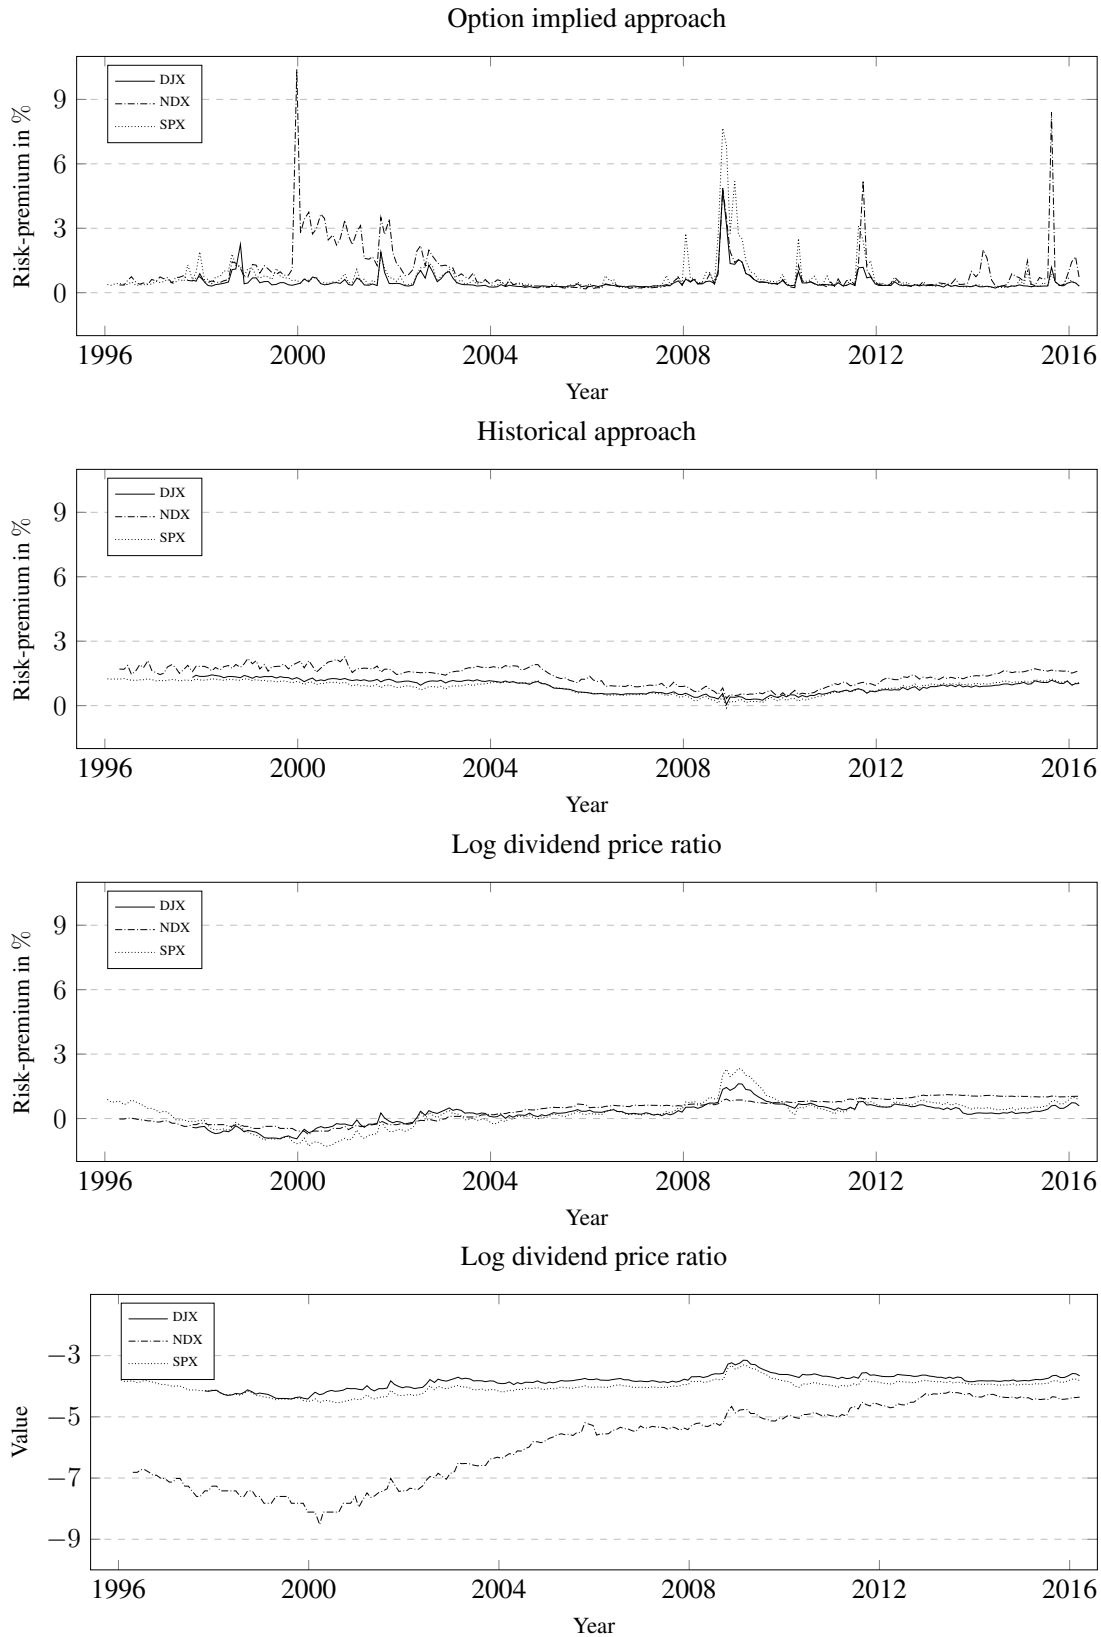 Option implied approach
DJX
NDX
SPX
9
6
3
0
Risk-premium in %
1996 2000 2004 2008 2012 2016
Year
Historical approach
DJX
NDX
SPX
9
6
3
0
Risk-premium in %
1996 2000 2004 2008 2012 2016
Year
Log dividend price ratio
DJX
NDX
SPX
9
6
3
0
Risk-premium in %
1996 2000 2004 2008 2012 2016
Year
Log dividend price ratio
DJX
NDX
SPX
−3
−5
−7
−9
Value
1996 2000 2004 2008 2012 2016
Year